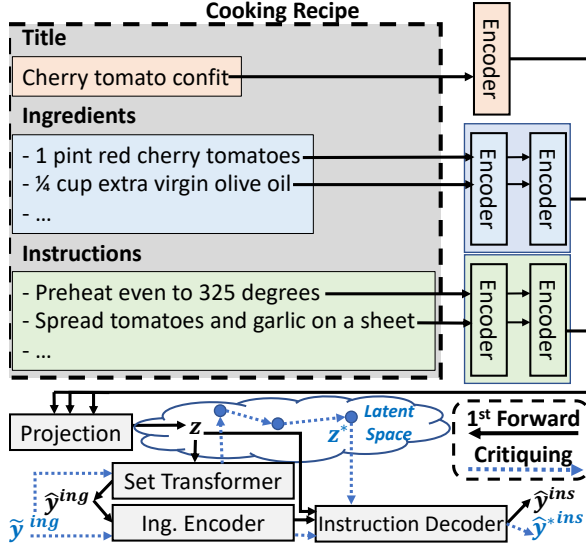 Cooking Recipe
Title
Cherry tomato confit
Encoder
Ingredients
- 1 pint red cherry tomatoes
- ¼ cup extra virgin olive oil
- ...
Encoder
Encoder
Instructions
- Preheat even to 325 degrees
- Spread tomatoes and garlic on a sheet
- ...
Encoder
Encoder
Projection
z
z*
Latent
Space
1st Forward
Critiquing
Set Transformer
ŷ ing
ỹ ing
Ing. Encoder
Instruction Decoder
ŷ ins
ŷ* ins